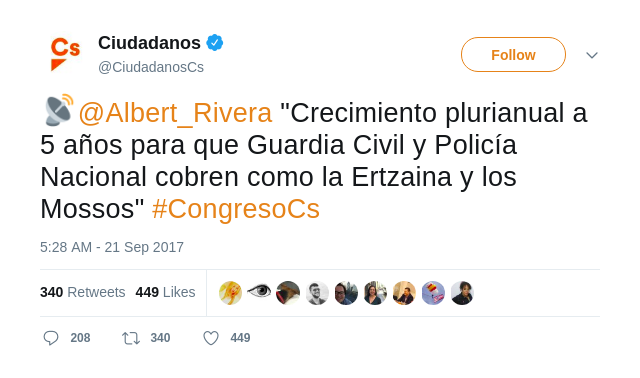 Cs
Ciudadanos
@CiudadanosCs
Follow
@Albert_Rivera "Crecimiento plurianual a
5 años para que Guardia Civil y Policía
Nacional cobren como la Ertzaina y los
Mossos" #CongresoCs
5:28 AM - 21 Sep 2017
340 Retweets 449 Likes
208 340 449